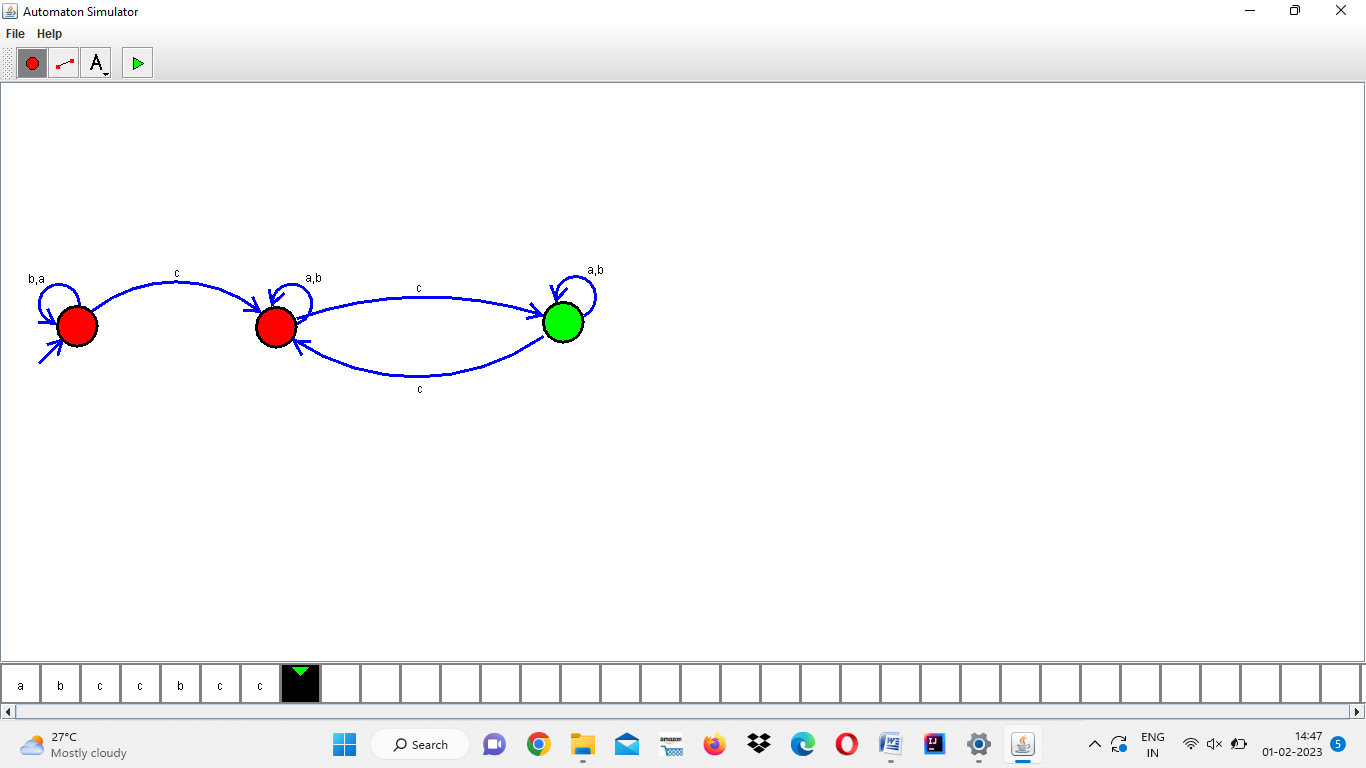 Automaton Simulator
File Help
A
b,a
c
a,b
c
a,b
c
a b c c b c c
27°C
Mostly cloudy
Search
amazon
ENG
IN
14:47
01-02-2023
5